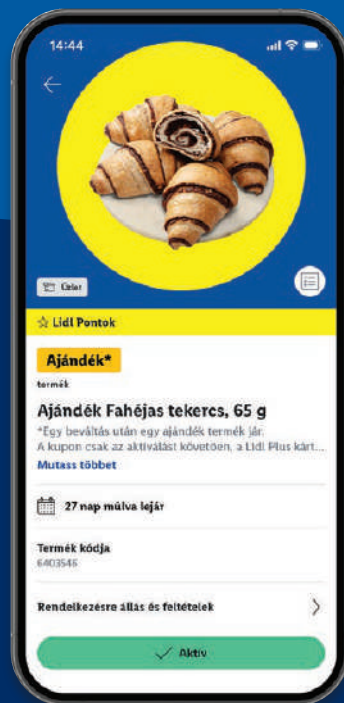 14:44
Üzlet
☆ Lidl Pontok
Ajándék*
termék
Ajándék Fahéjas tekercs, 65 g
*Egy beváltás után egy ajándék termék jár.
A kupon csak az aktiválást követően, a Lidl Plus kárt...
Mutass többet
27 nap múlva lejár
Termék kódja
6403546
Rendelkezésre állás és feltételek
Aktív